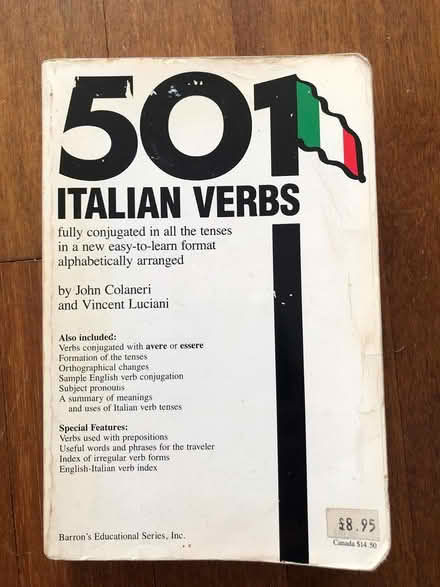 501
ITALIAN VERBS
fully conjugated in all the tenses
in a new easy-to-learn format
alphabetically arranged
by John Colaneri
and Vincent Luciani
Also included:
Verbs conjugated with avere or essere
Formation of the tenses
Orthographical changes
Sample English verb conjugation
Subject pronouns
A summary of meanings
and uses of Italian verb tenses
Special Features:
Verbs used with prepositions
Useful words and phrases for the traveler
Index of irregular verb forms
English-Italian verb index
£8.95
Barron's Educational Series, Inc.
Canada $14.50